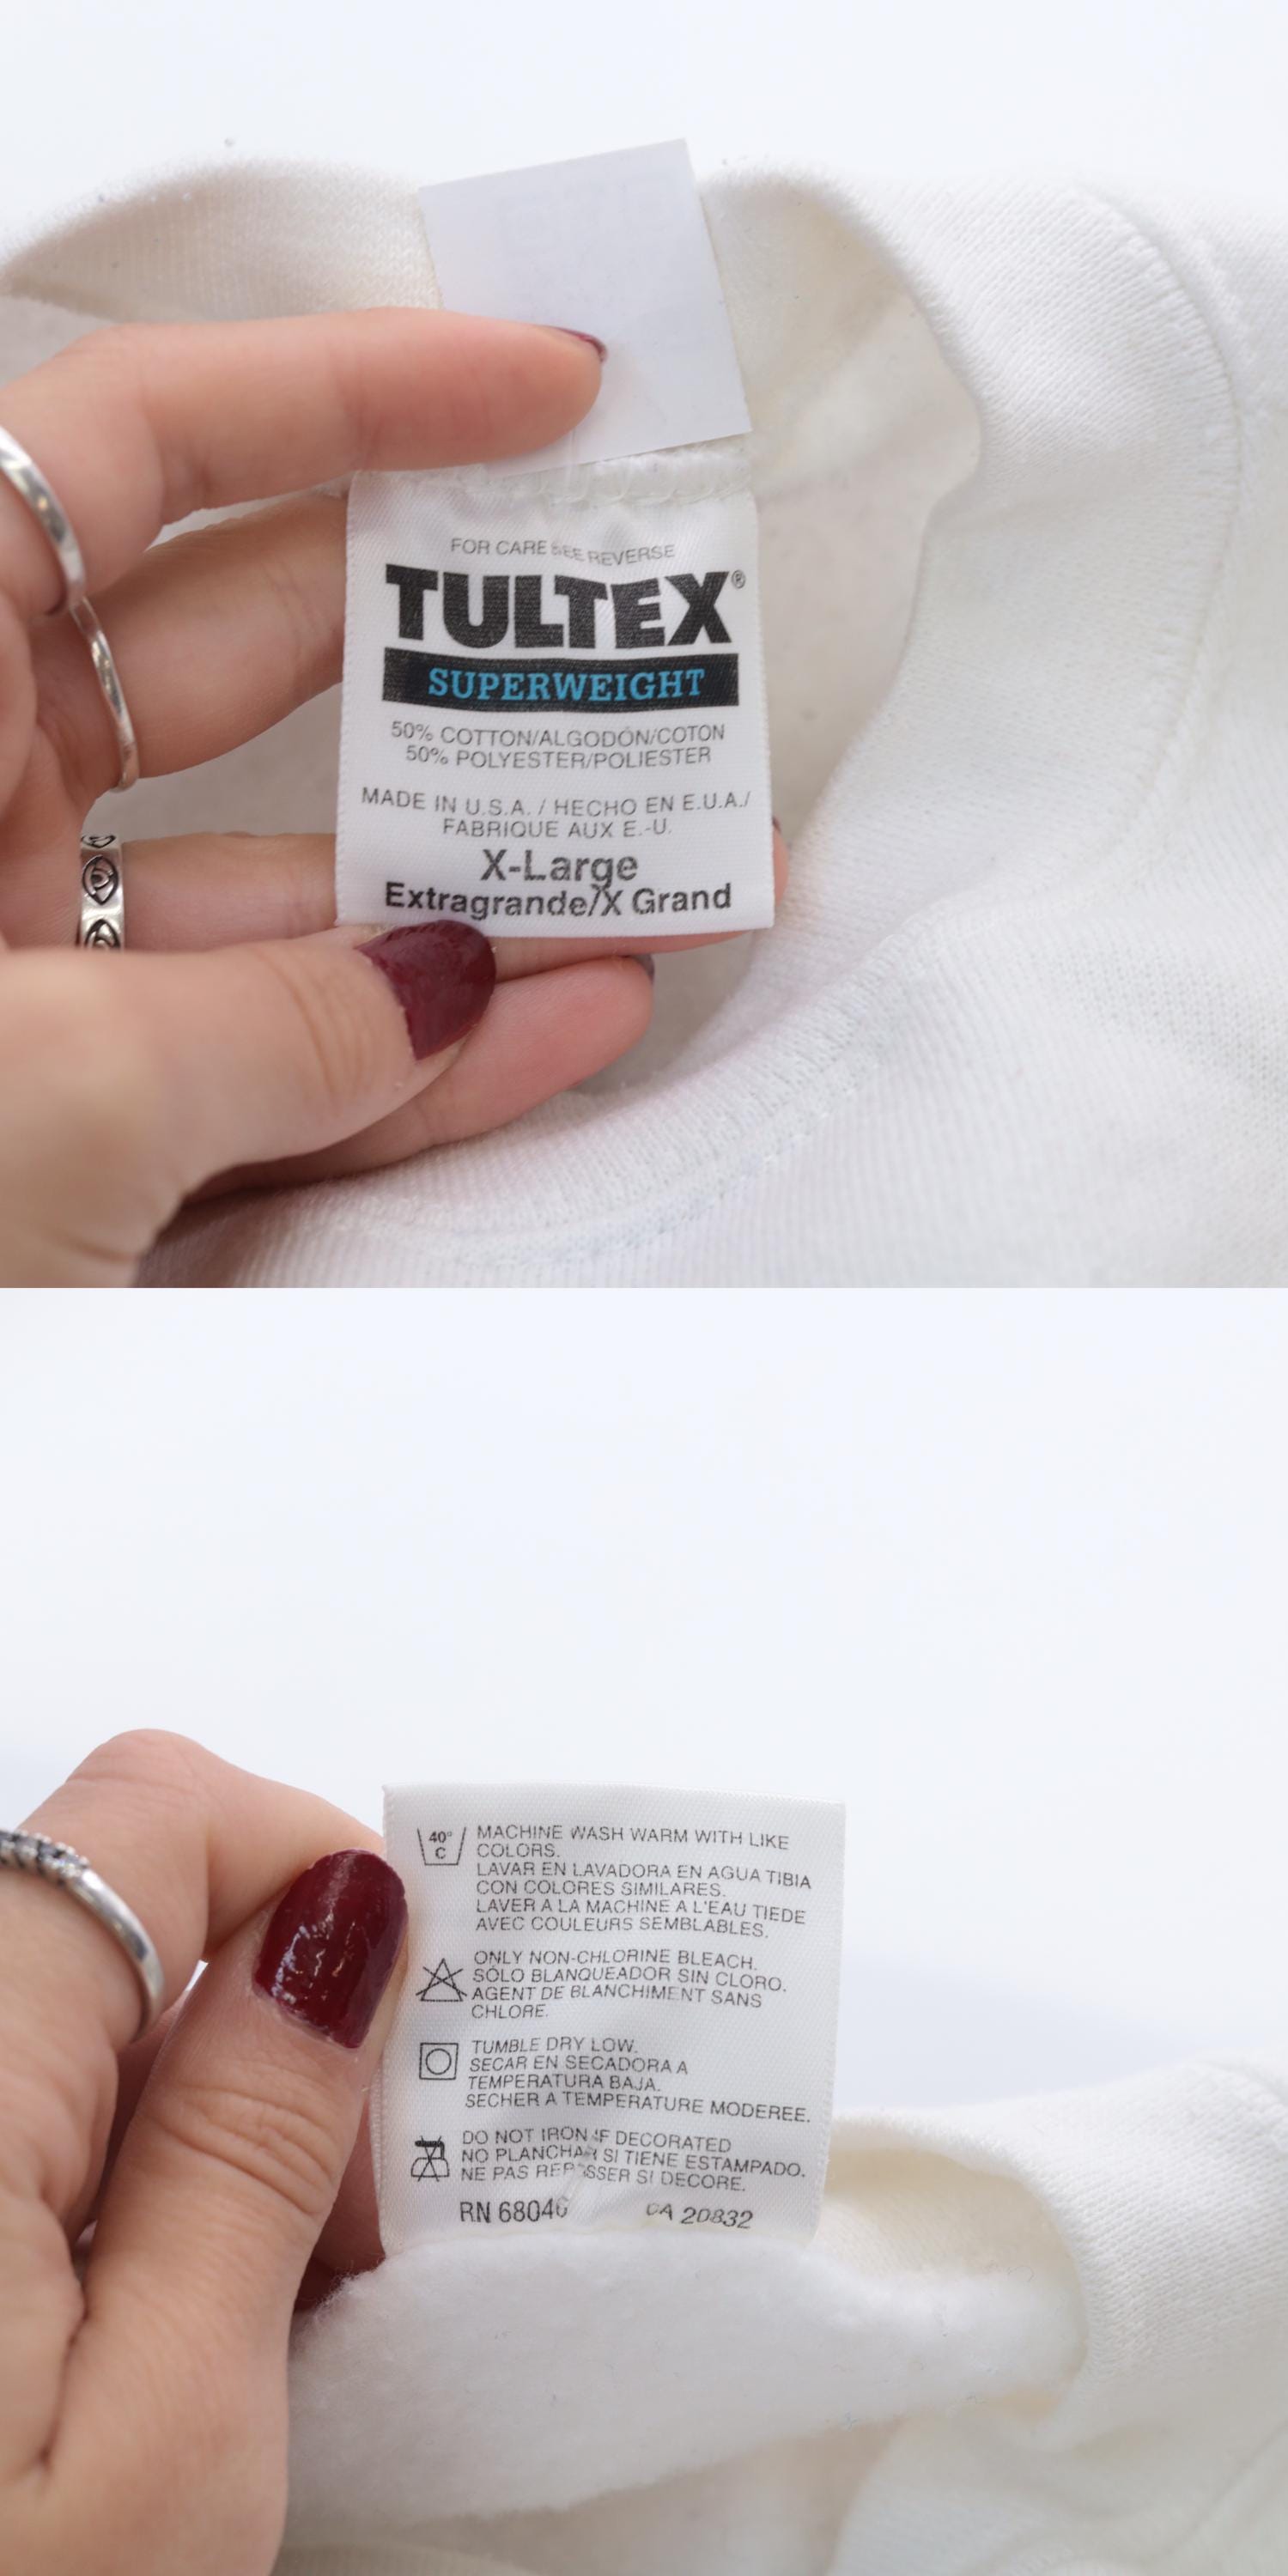 FOR CARE SEE REVERSE
TULTEX®
SUPERWEIGHT
50% COTTON/ALGODÓN/COTON
50% POLYESTER/POLIESTER
MADE IN U.S.A. / HECHO EN E.U.A./
FABRIQUE AUX E.-U.
X-Large
Extragrande/X Grand
40°
C
MACHINE WASH WARM WITH LIKE
COLORS.
LAVAR EN LAVADORA EN AGUA TIBIA
CON COLORES SIMILARES.
LAVER A LA MACHINE A L'EAU TIEDE
AVEC COULEURS SEMBLABLES.
ONLY NON-CHLORINE BLEACH.
SÓLO BLANQUEADOR SIN CLORO.
AGENT DE BLANCHIMENT SANS
CHLORE.
TUMBLE DRY LOW.
SECAR EN SECADORA A
TEMPERATURA BAJA.
SECHER A TEMPERATURE MODEREE.
DO NOT IRON IF DECORATED
NO PLANCHAR SI TIENE ESTAMPADO.
NE PAS REPASSER SI DECORE.
RN 68046
CA 20832